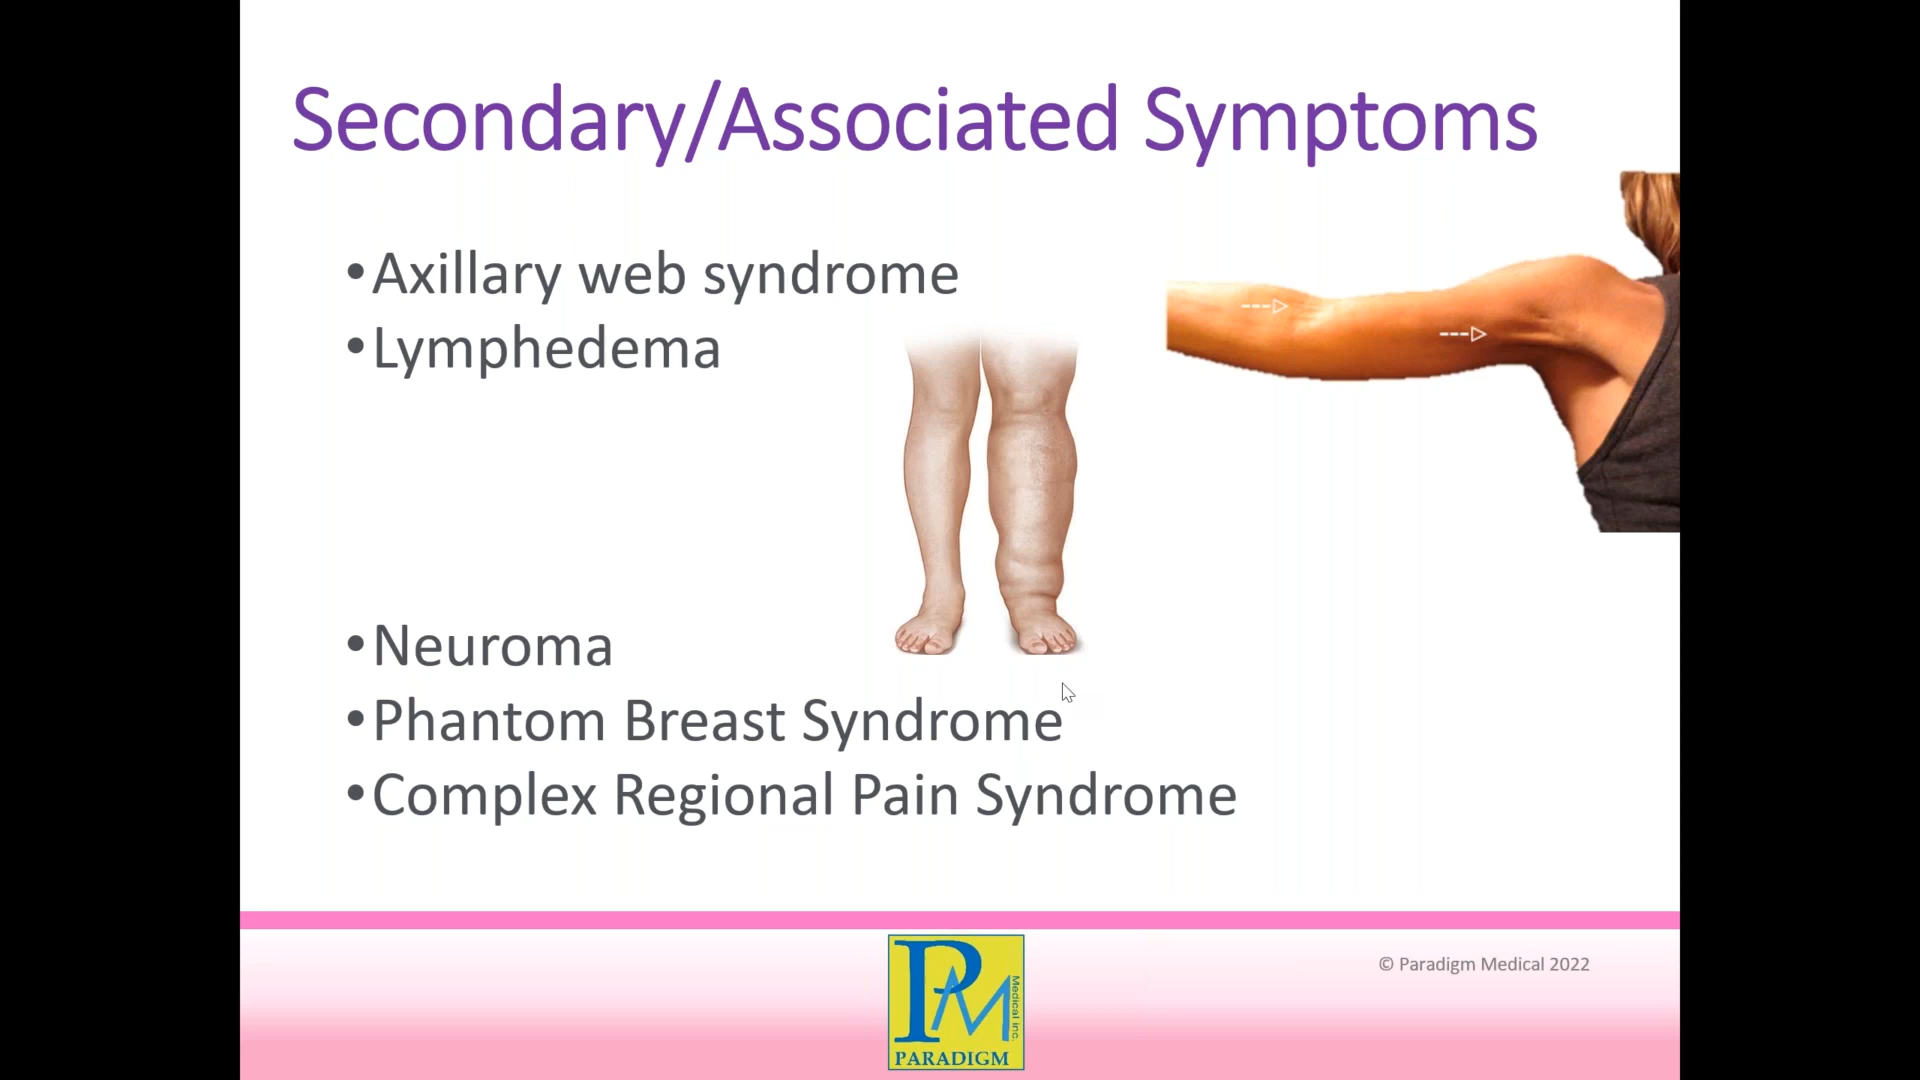 Secondary/Associated Symptoms
•Axillary web syndrome
•Lymphedema
•Neuroma
•Phantom Breast Syndrome
•Complex Regional Pain Syndrome
© Paradigm Medical 2022
PM
Medical inc.
PARADIGM